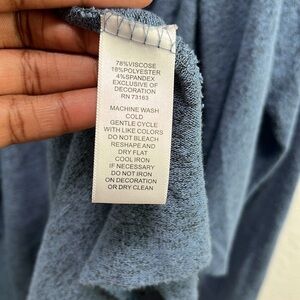 78%VISCOSE
18%POLYESTER
4%SPANDEX
EXCLUSIVE OF
DECORATION
RN 73163
MACHINE WASH
COLD
GENTLE CYCLE
WITH LIKE COLORS
DO NOT BLEACH
RESHAPE AND
DRY FLAT
COOL IRON
IF NECESSARY
DO NOT IRON
ON DECORATION
OR DRY CLEAN